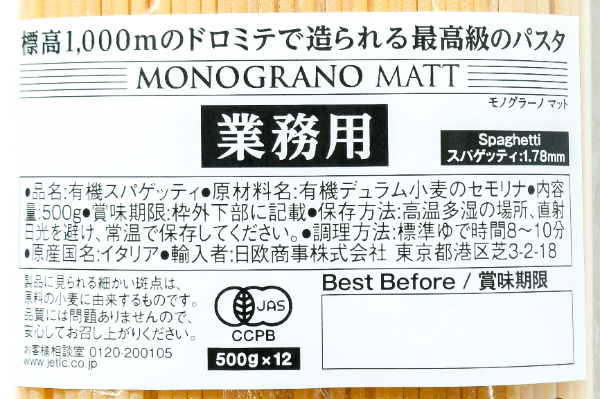 標高1,000mのドロミテで造られる最高級のパスタ
MONOGRANO MATT
モノグラーノ マット
業務用
Spaghetti
スパゲッティ:1.78mm
●品名:有機スパゲッティ●原材料名:有機デュラム小麦のセモリナ●内容
量:500g●賞味期限:枠外下部に記載●保存方法:高温多湿の場所、直射
日光を避け、常温で保存してください。●調理方法:標準ゆで時間8～10分
●原産国名:イタリア●輸入者:日欧商事株式会社 東京都港区芝3-2-18
製品に見られる細かい斑点は、
原料の小麦に由来するものです。
品質には問題ありませんので、
安心してお召し上がりください。
お客様相談室 0120-200105
www.jetlc.co.jp
JAS
CCPB
500g×12
Best Before / 賞味期限